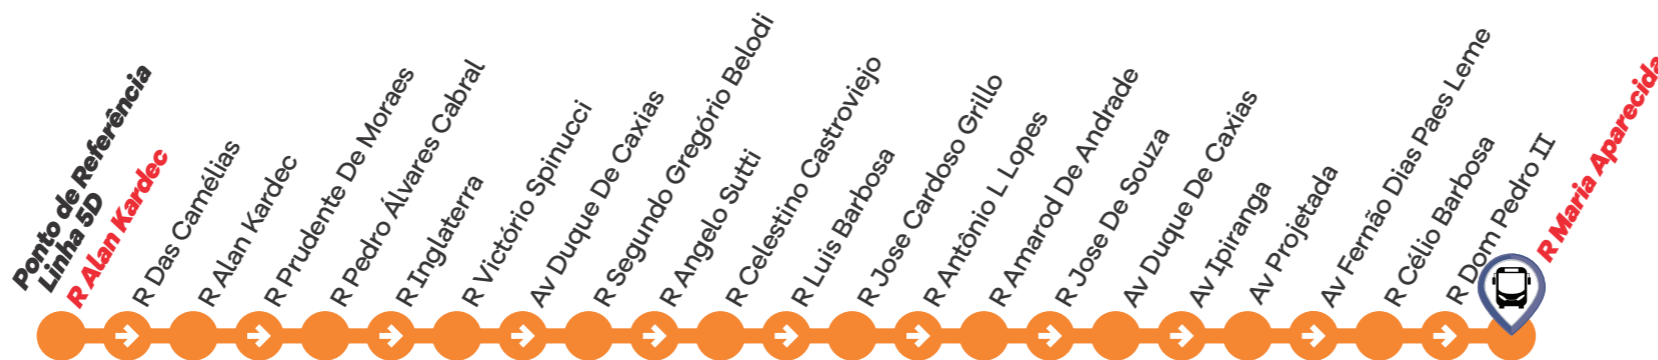 Ponto de Referência
Linha 5D
R Alan Kardec
R Das Camélias
R Alan Kardec
R Prudente De Moraes
R Pedro Álvares Cabral
R Inglaterra
R Victório Spinucci
Av Duque De Caxias
R Segundo Gregório Belodi
R Angelo Sutti
R Celestino Castroviejo
R Luis Barbosa
R Jose Cardoso Grillo
R Antônio L Lopes
R Amarod De Andrade
R Jose De Souza
Av Duque De Caxias
Av Ipiranga
Av Projetada
Av Fernão Dias Paes Leme
R Célio Barbosa
R Dom Pedro II
R Maria Aparecida